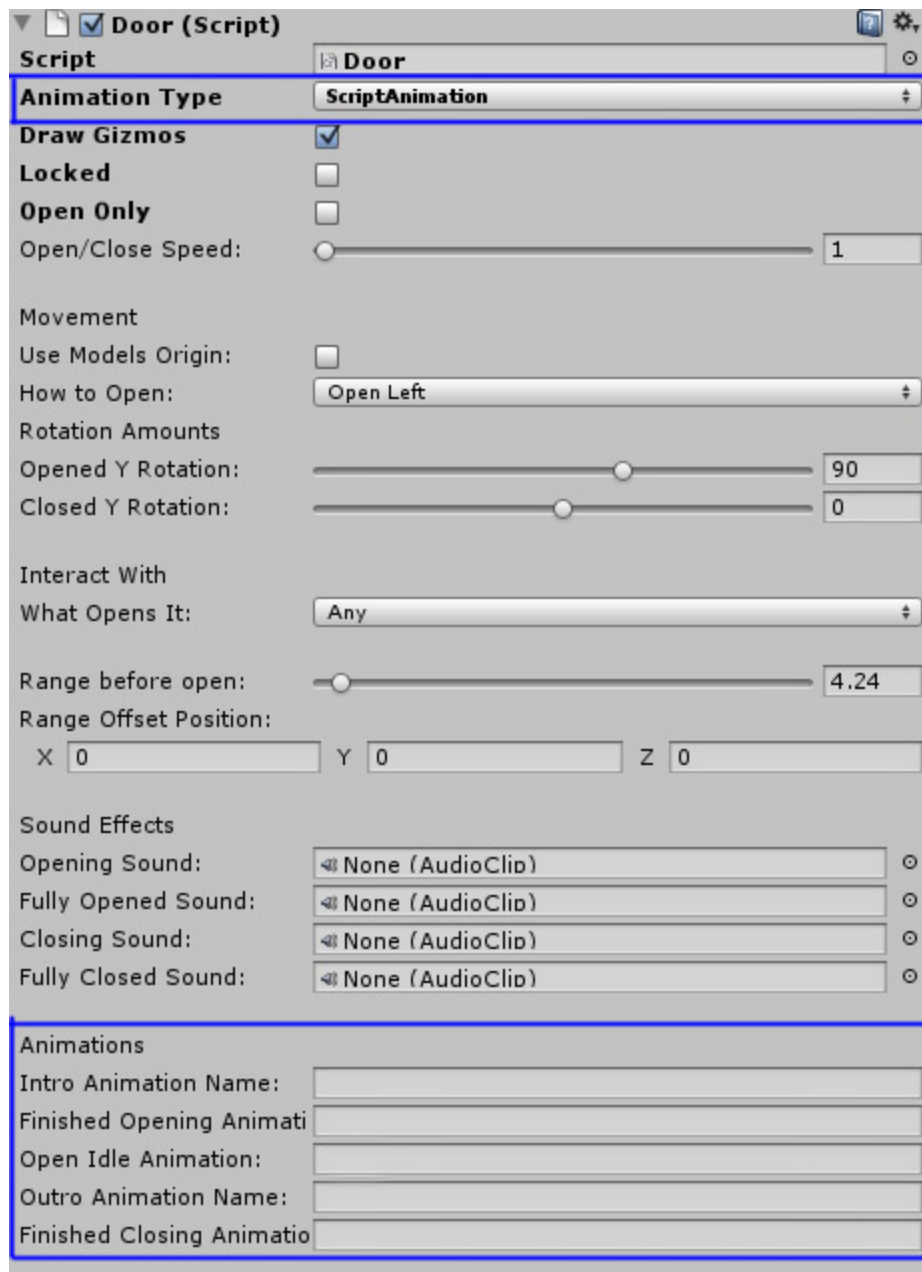 Door (Script)
Script Door
Animation Type ScriptAnimation
Draw Gizmos
Locked
Open Only
Open/Close Speed: 1
Movement
Use Models Origin:
How to Open: Open Left
Rotation Amounts
Opened Y Rotation: 90
Closed Y Rotation: 0
Interact With
What Opens It: Any
Range before open: 4.24
Range Offset Position:
X 0 Y 0 Z 0
Sound Effects
Opening Sound: None (AudioClip)
Fully Opened Sound: None (AudioClip)
Closing Sound: None (AudioClip)
Fully Closed Sound: None (AudioClip)
Animations
Intro Animation Name:
Finished Opening Animati
Open Idle Animation:
Outro Animation Name:
Finished Closing Animatio